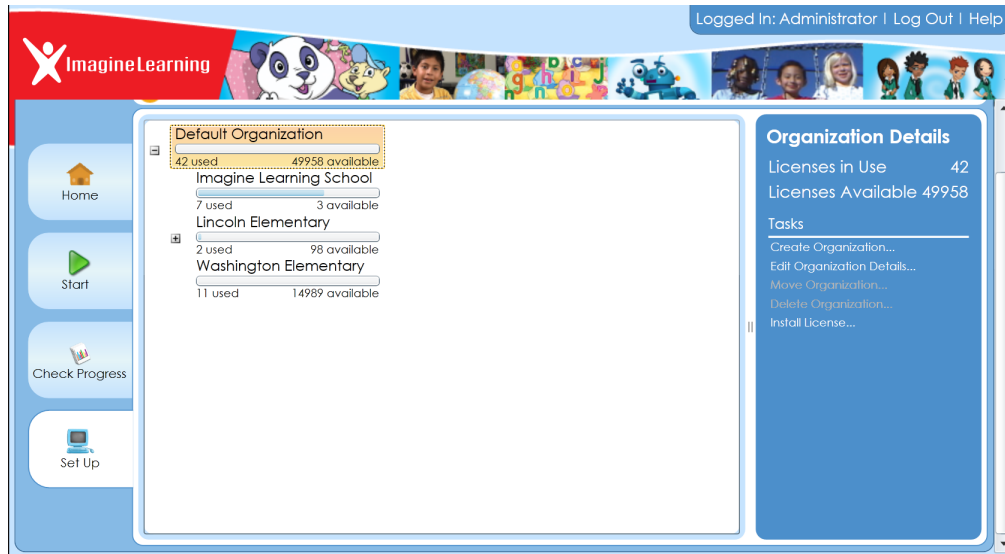 Logged In: Administrator | Log Out | Help
ImagineLearning
Home
Start
Check Progress
Set Up
Default Organization
42 used 49958 available
Imagine Learning School
7 used 3 available
Lincoln Elementary
2 used 98 available
Washington Elementary
11 used 14989 available
Organization Details
Licenses in Use 42
Licenses Available 49958
Tasks
Create Organization...
Edit Organization Details...
Move Organization...
Delete Organization...
Install License...